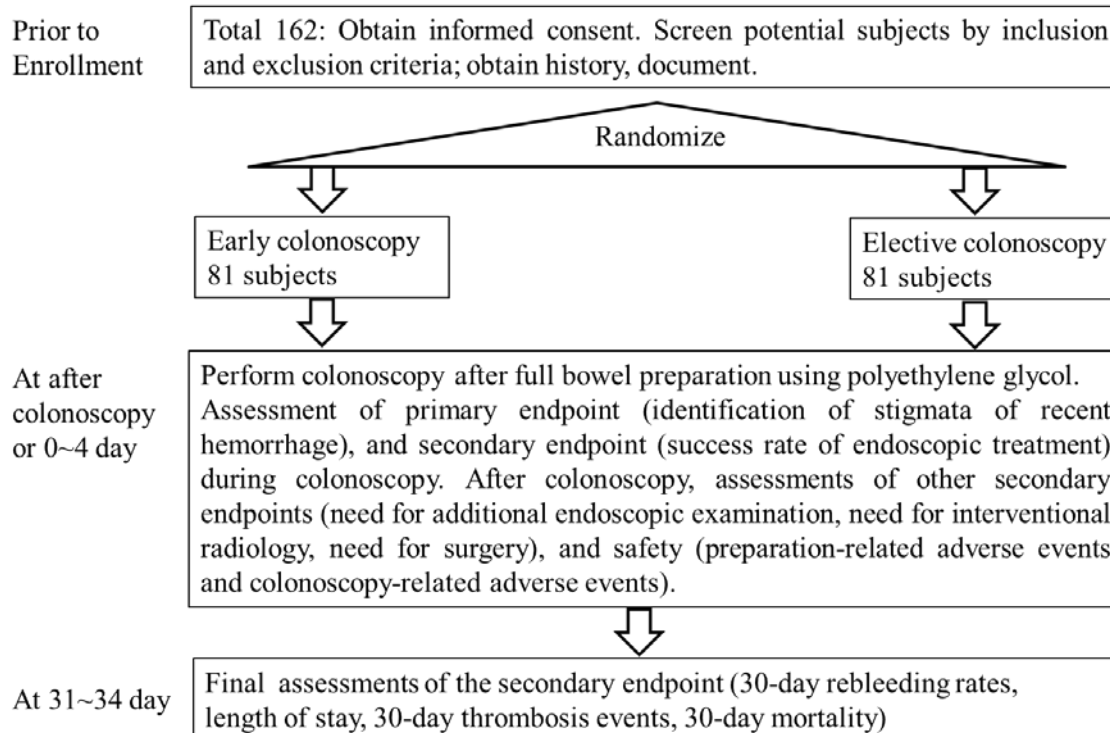 Prior to
Enrollment
Total 162: Obtain informed consent. Screen potential subjects by inclusion
and exclusion criteria; obtain history, document.
Randomize
Early colonoscopy
81 subjects
Elective colonoscopy
81 subjects
At after
colonoscopy
or 0~4 day
Perform colonoscopy after full bowel preparation using polyethylene glycol.
Assessment of primary endpoint (identification of stigmata of recent
hemorrhage), and secondary endpoint (success rate of endoscopic treatment)
during colonoscopy. After colonoscopy, assessments of other secondary
endpoints (need for additional endoscopic examination, need for interventional
radiology, need for surgery), and safety (preparation-related adverse events
and colonoscopy-related adverse events).
At 31~34 day
Final assessments of the secondary endpoint (30-day rebleeding rates,
length of stay, 30-day thrombosis events, 30-day mortality)